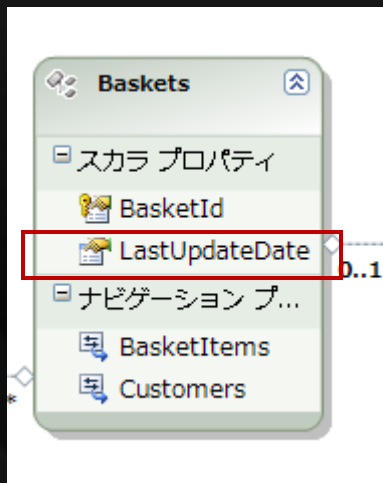 Baskets
スカラ プロパティ
BasketId
LastUpdateDate
0..1
ナビゲーション プ...
BasketItems
Customers
*